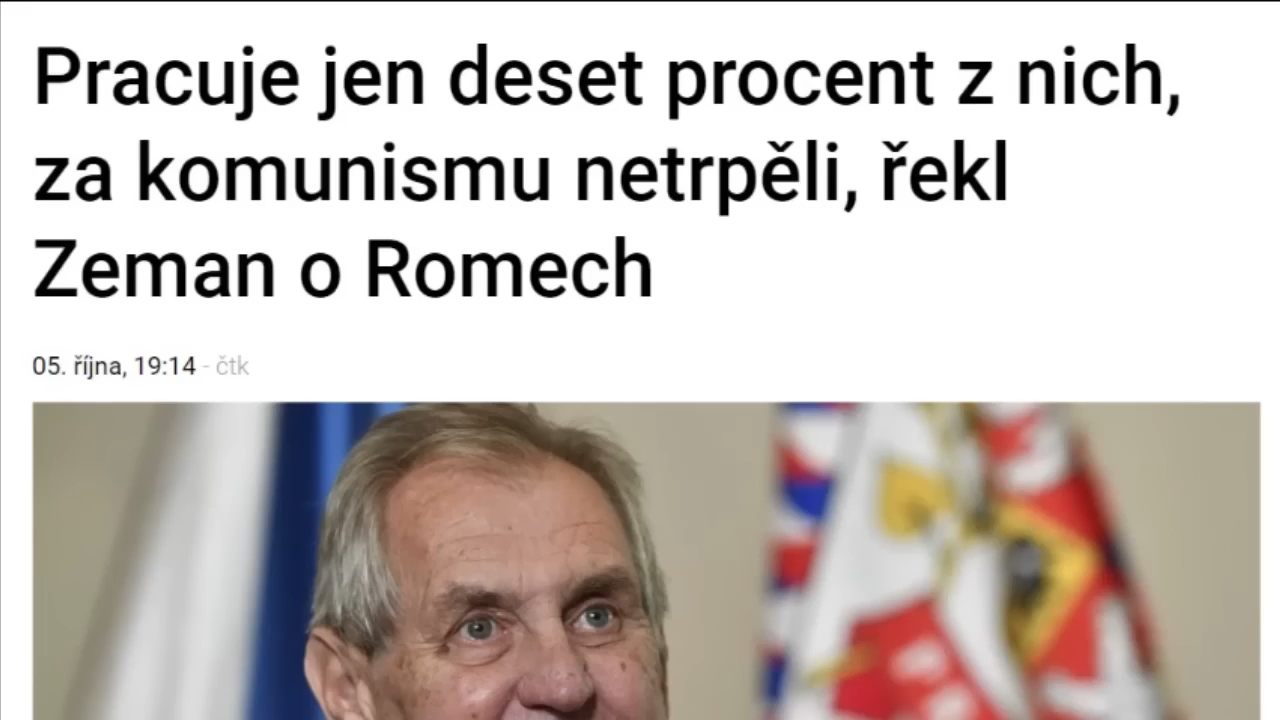 Pracuje jen deset procent z nich,
za komunismu netrpěli, řekl
Zeman o Romech
05. října, 19:14 - čtk